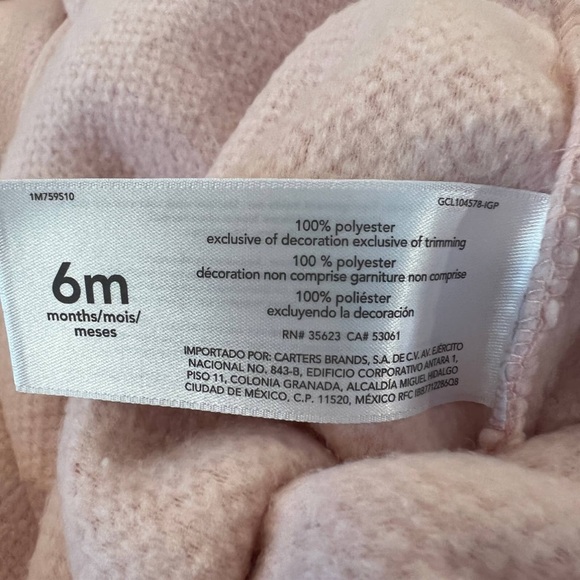 1M759510
GCL104578-IGP
6m
months/mois/
meses
100% polyester
exclusive of decoration exclusive of trimming
100 % polyester
décoration non comprise garniture non comprise
100% poliéster
excluyendo la decoración
RN# 35623 CA# 53061
IMPORTADO POR: CARTERS BRANDS, S.A. DE C.V. AV. EJÉRCITO
NACIONAL NO. 843-B, EDIFICIO CORPORATIVO ANTARA 1,
PISO 11, COLONIA GRANADA, ALCALDÍA MIGUEL HIDALGO
CIUDAD DE MÉXICO, C.P. 11520, MÉXICO RFC